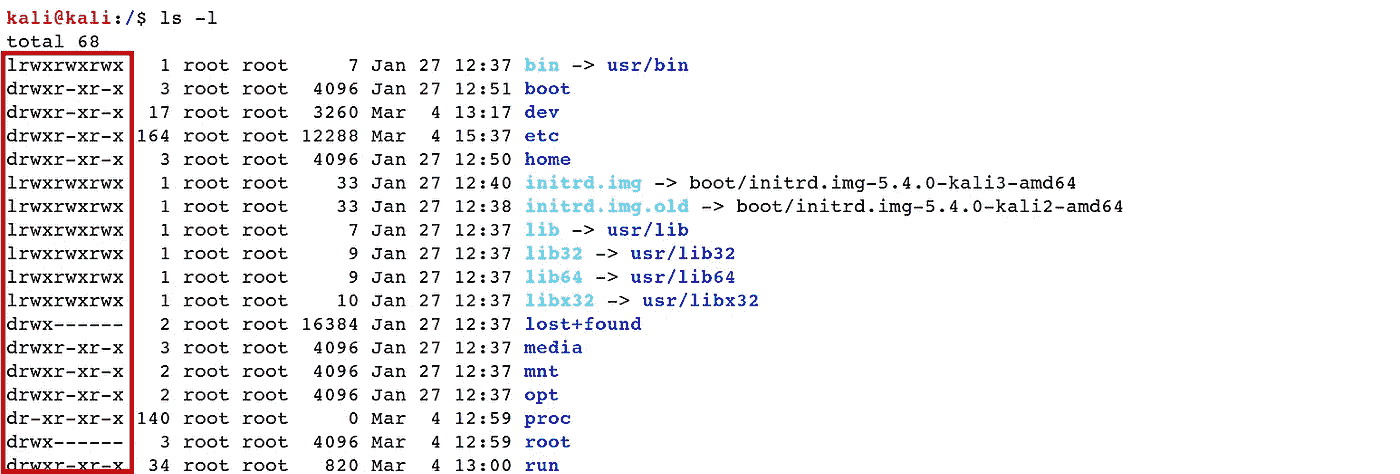 kali@kali:/$ ls -l
total 68
lrwxrwxrwx   1 root root     7 Jan 27 12:37 bin -> usr/bin
drwxr-xr-x   3 root root  4096 Jan 27 12:51 boot
drwxr-xr-x  17 root root  3260 Mar  4 13:17 dev
drwxr-xr-x 164 root root 12288 Mar  4 15:37 etc
drwxr-xr-x   3 root root  4096 Jan 27 12:50 home
lrwxrwxrwx   1 root root    33 Jan 27 12:40 initrd.img -> boot/initrd.img-5.4.0-kali3-amd64
lrwxrwxrwx   1 root root    33 Jan 27 12:38 initrd.img.old -> boot/initrd.img-5.4.0-kali2-amd64
lrwxrwxrwx   1 root root     7 Jan 27 12:37 lib -> usr/lib
lrwxrwxrwx   1 root root     9 Jan 27 12:37 lib32 -> usr/lib32
lrwxrwxrwx   1 root root     9 Jan 27 12:37 lib64 -> usr/lib64
lrwxrwxrwx   1 root root    10 Jan 27 12:37 libx32 -> usr/libx32
drwx------   2 root root 16384 Jan 27 12:37 lost+found
drwxr-xr-x   3 root root  4096 Jan 27 12:37 media
drwxr-xr-x   2 root root  4096 Jan 27 12:37 mnt
drwxr-xr-x   2 root root  4096 Jan 27 12:37 opt
dr-xr-xr-x 140 root root     0 Mar  4 12:59 proc
drwx------   3 root root  4096 Mar  4 12:59 root
drwxr-xr-x  34 root root   820 Mar  4 13:00 run